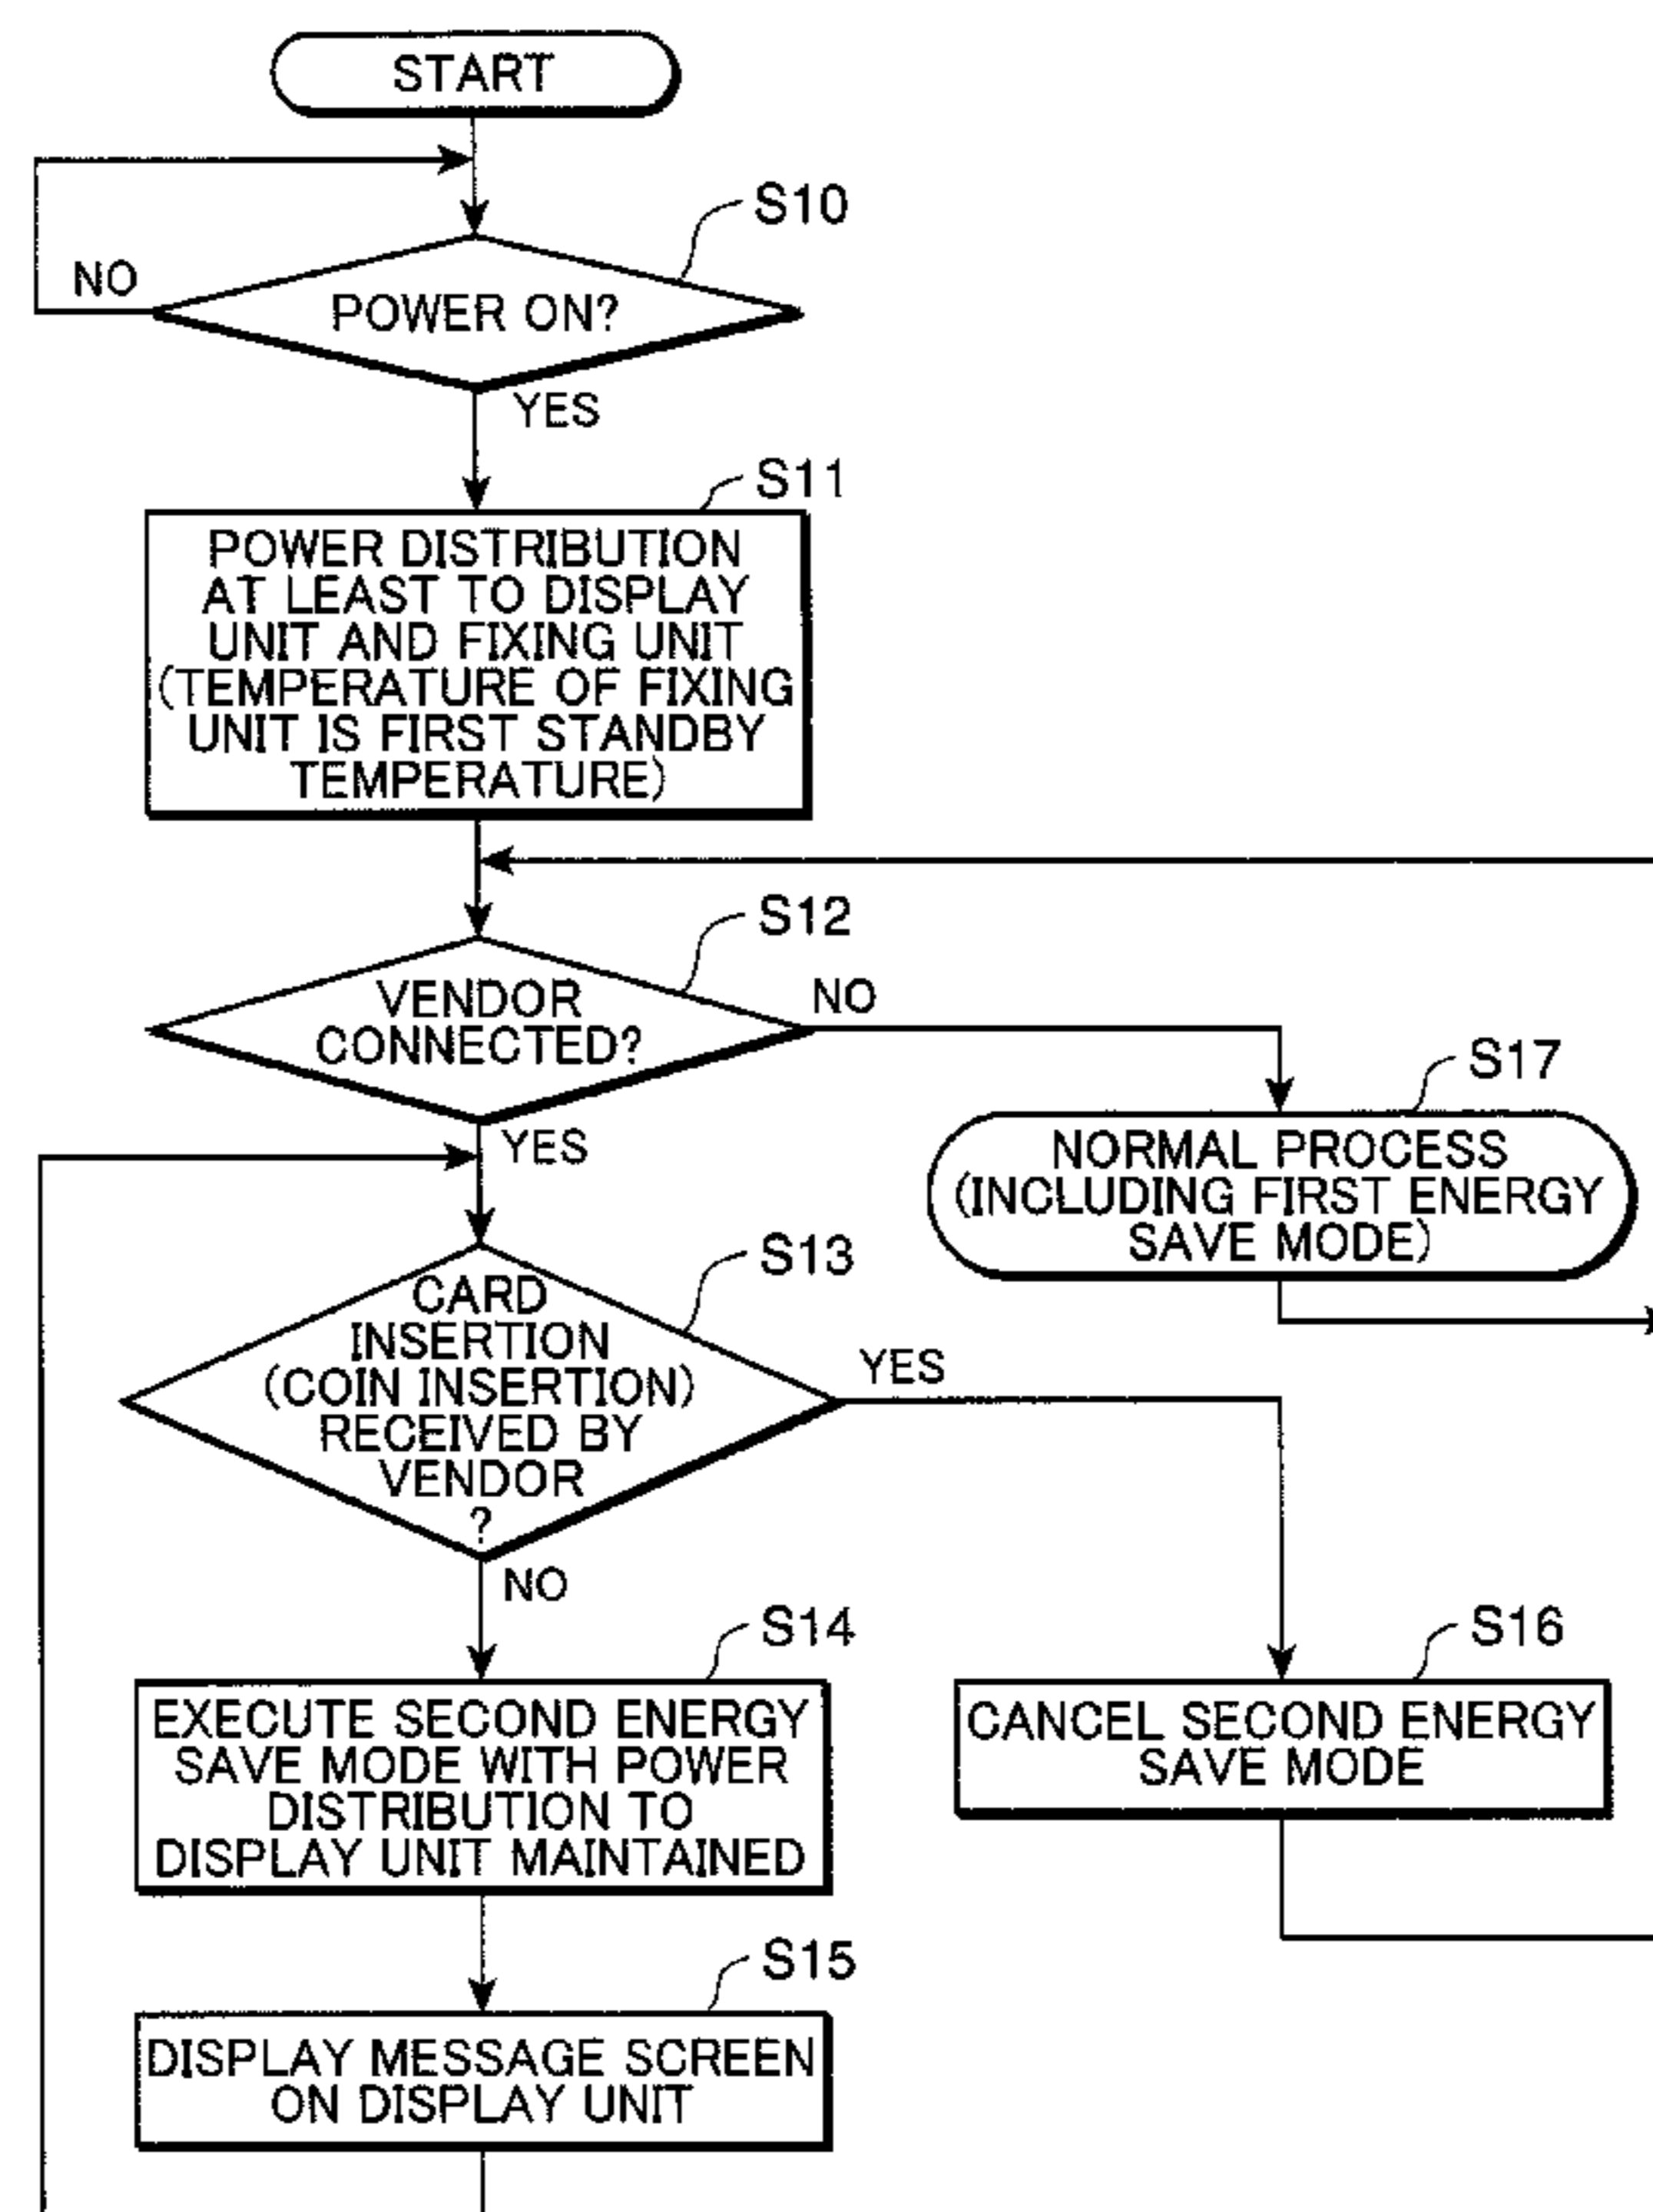 START
S10
NO
POWER ON?
YES
S11
POWER DISTRIBUTION
AT LEAST TO DISPLAY
UNIT AND FIXING UNIT
(TEMPERATURE OF FIXING
UNIT IS FIRST STANDBY
TEMPERATURE)
S12
VENDOR
CONNECTED?
NO
YES
S17
NORMAL PROCESS
(INCLUDING FIRST ENERGY
SAVE MODE)
S13
CARD
INSERTION
(COIN INSERTION)
RECEIVED BY
VENDOR
?
YES
NO
S14
EXECUTE SECOND ENERGY
SAVE MODE WITH POWER
DISTRIBUTION TO
DISPLAY UNIT MAINTAINED
S16
CANCEL SECOND ENERGY
SAVE MODE
S15
DISPLAY MESSAGE SCREEN
ON DISPLAY UNIT